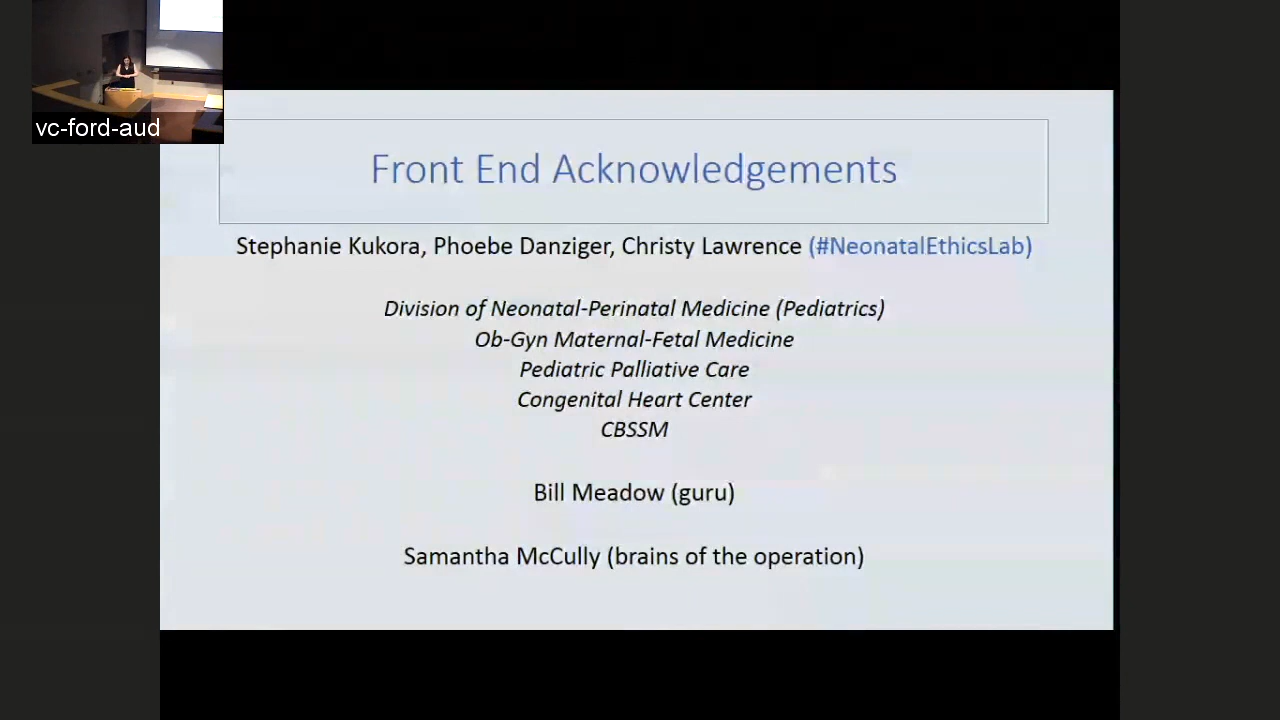 vc-ford-aud
Front End Acknowledgements
Stephanie Kukora, Phoebe Danziger, Christy Lawrence (#NeonatalEthicsLab)
Division of Neonatal-Perinatal Medicine (Pediatrics)
Ob-Gyn Maternal-Fetal Medicine
Pediatric Palliative Care
Congenital Heart Center
CBSSM
Bill Meadow (guru)
Samantha McCully (brains of the operation)